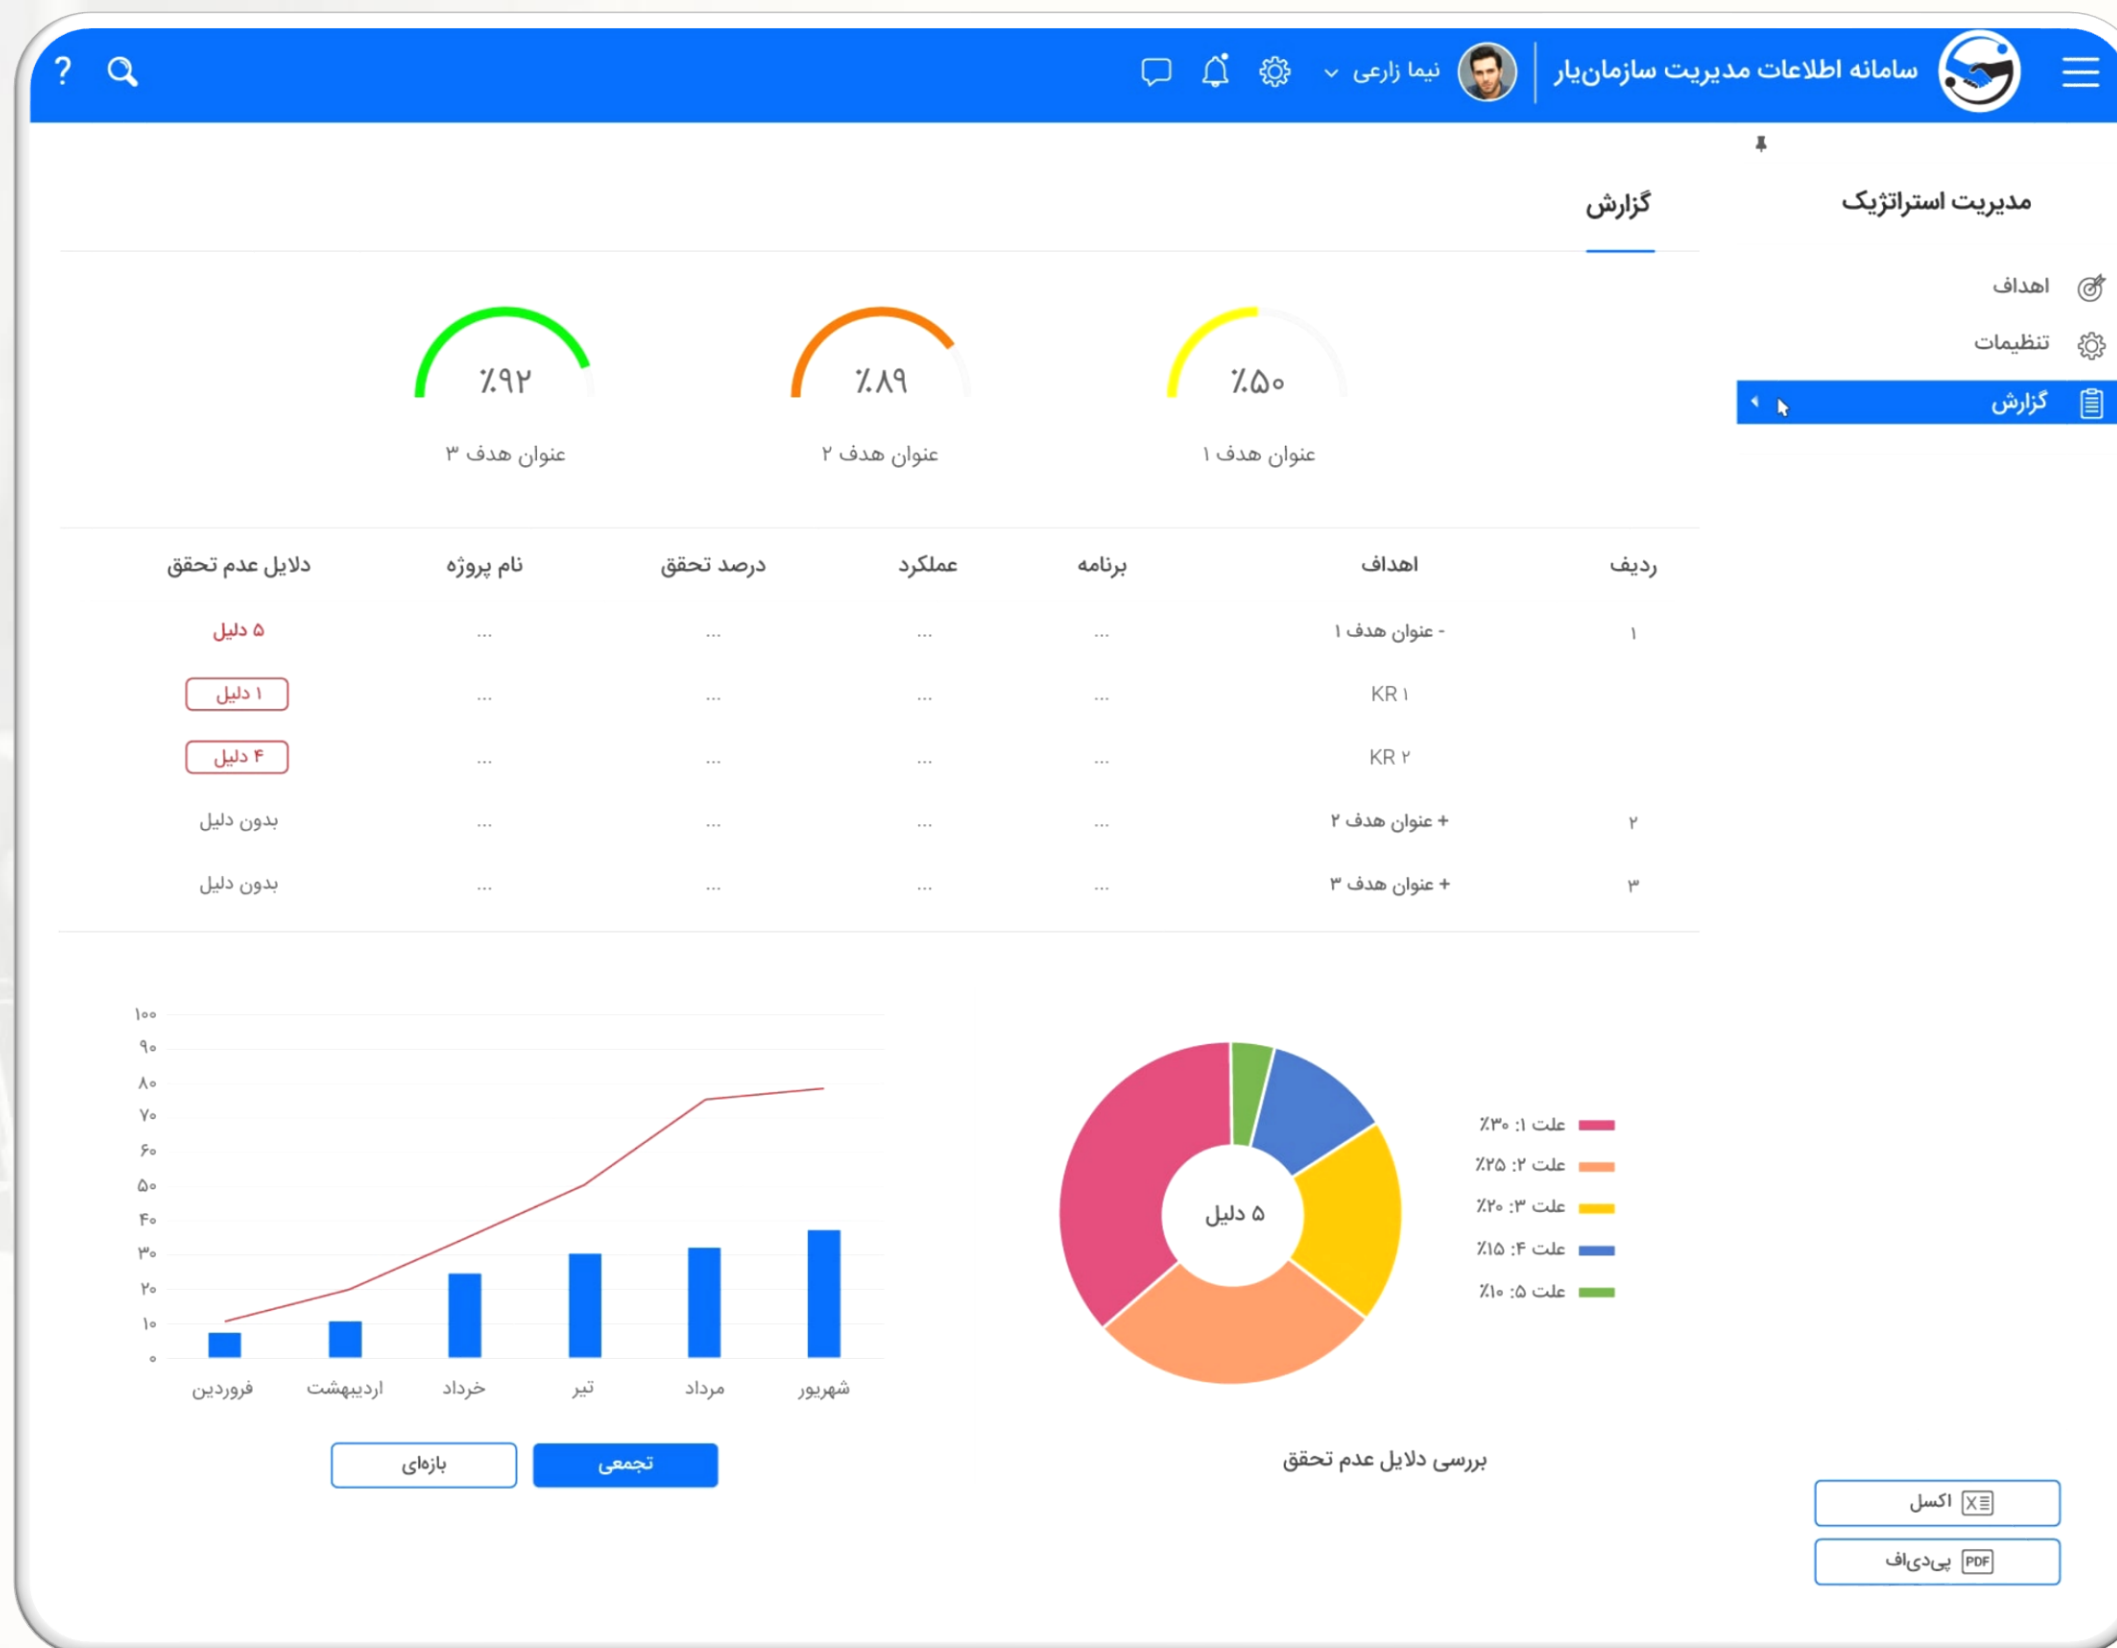 سامانه اطلاعات مدیریت سازمان‌یار
نیما زارعی
?
مدیریت استراتژیک
اهداف
تنظیمات
گزارش
گزارش
٪۵۰
٪۸۹
٪۹۲
عنوان هدف ۱
عنوان هدف ۲
عنوان هدف ۳
ردیف اهداف برنامه عملکرد درصد تحقق نام پروژه دلایل عدم تحقق
۱ - عنوان هدف ۱ ... ... ... ... ۵ دلیل
KR ۱ ... ... ... ... ۱ دلیل
KR ۲ ... ... ... ... ۴ دلیل
۲ + عنوان هدف ۲ ... ... ... ... بدون دلیل
۳ + عنوان هدف ۳ ... ... ... ... بدون دلیل
علت ۱: ۳۰٪
علت ۲: ۲۵٪
علت ۳: ۲۰٪
علت ۴: ۱۵٪
علت ۵: ۱۰٪
۵ دلیل
بررسی دلایل عدم تحقق
۱۰۰
۹۰
۸۰
۷۰
۶۰
۵۰
۴۰
۳۰
۲۰
۱۰
۰
فروردین اردیبهشت خرداد تیر مرداد شهریور
تجمعی
بازه‌ای
اکسل
PDF پی‌دی‌اف